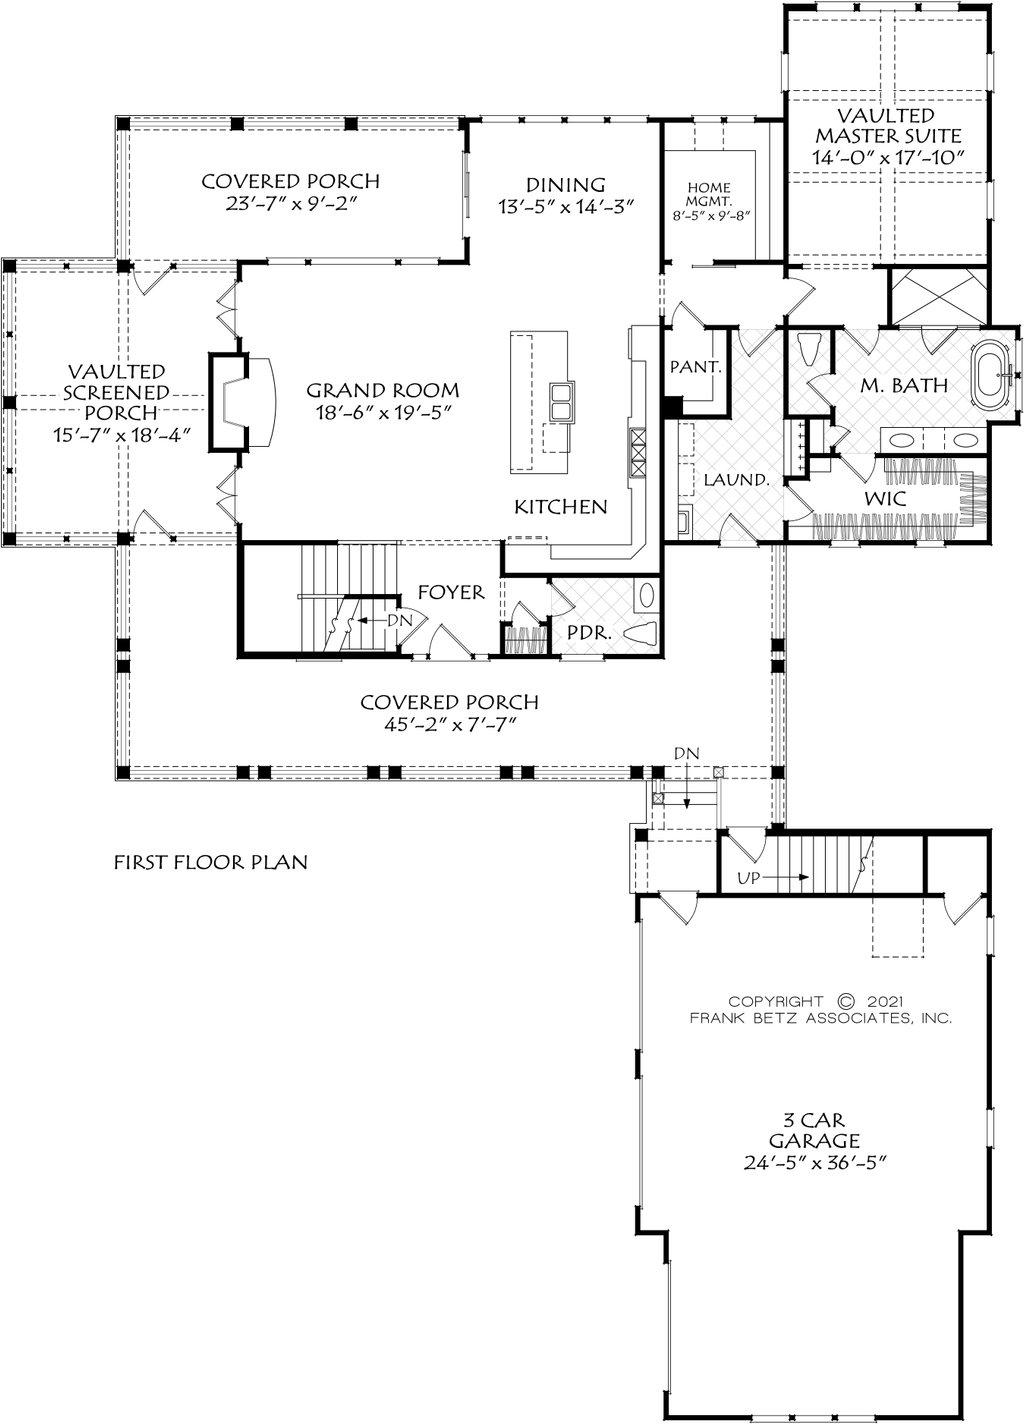 VAULTED
MASTER SUITE
14'-0" x 17'-10"
COVERED PORCH
23'-7" x 9'-2"
DINING
13'-5" x 14'-3"
HOME
MGMT.
8'-5" x 9'-8"
VAULTED
SCREENED
PORCH
15'-7" x 18'-4"
GRAND ROOM
18'-6" x 19'-5"
PANT.
M. BATH
KITCHEN
LAUND.
WIC
FOYER
DN
PDR.
COVERED PORCH
45'-2" x 7'-7"
DN
FIRST FLOOR PLAN
UP
COPYRIGHT © 2021
FRANK BETZ ASSOCIATES, INC.
3 CAR
GARAGE
24'-5" x 36'-5"